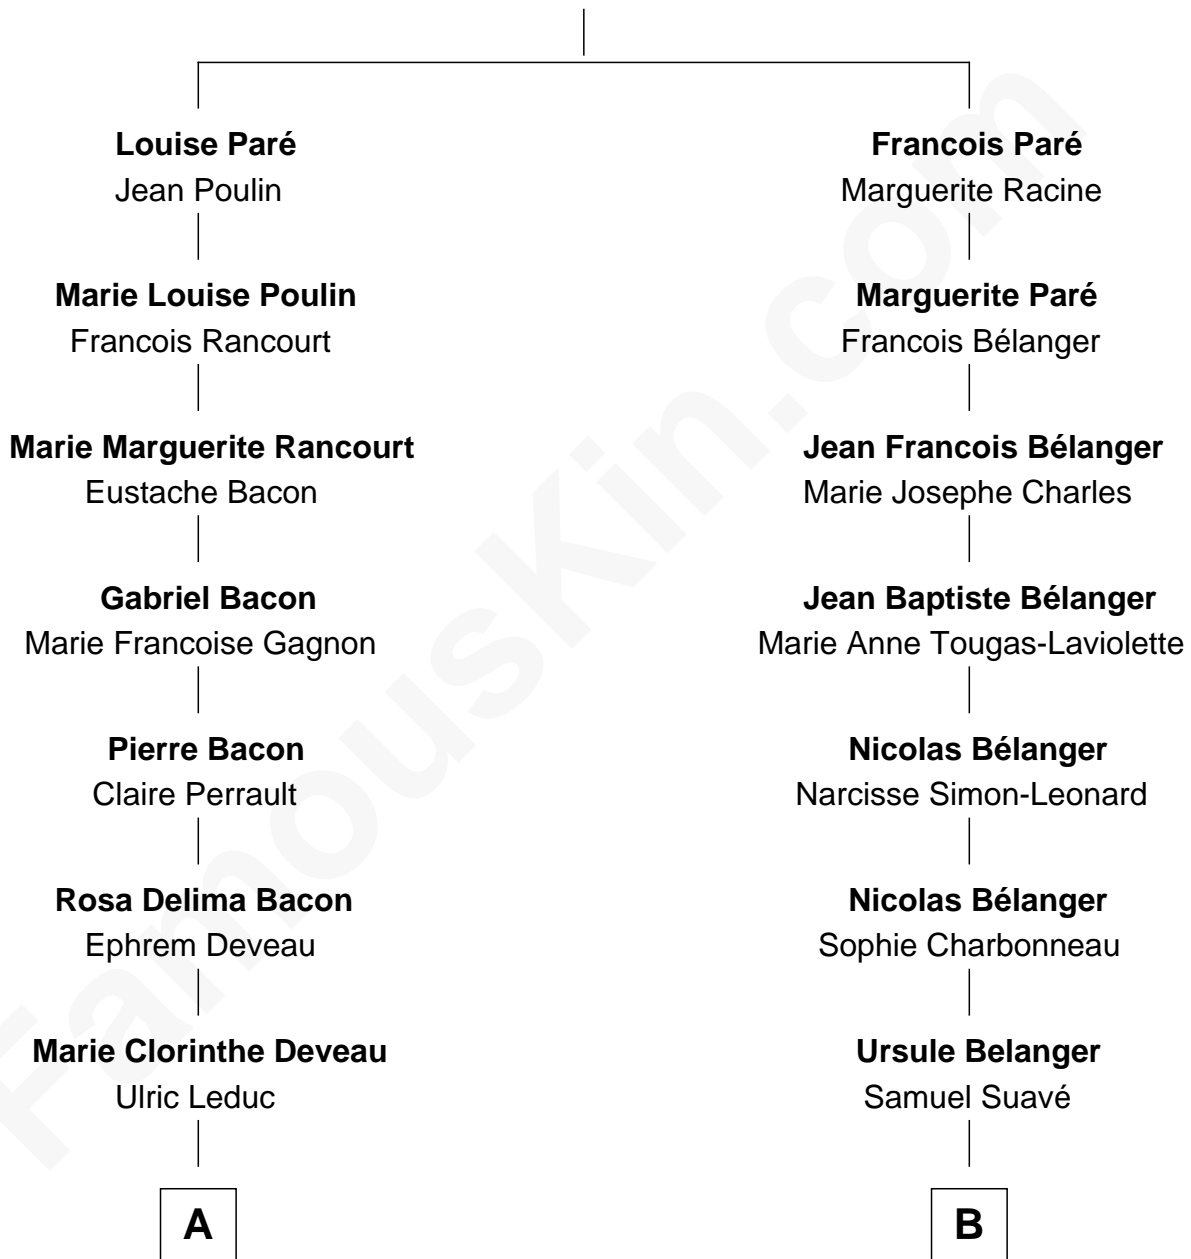 Louise Paré
Jean Poulin
Marie Louise Poulin
Francois Rancourt
Marie Marguerite Rancourt
Eustache Bacon
Gabriel Bacon
Marie Francoise Gagnon
Pierre Bacon
Claire Perrault
Rosa Delima Bacon
Ephrem Deveau
Marie Clorinthe Deveau
Ulric Leduc
A
Francois Paré
Marguerite Racine
Marguerite Paré
Francois Bélanger
Jean Francois Bélanger
Marie Josephe Charles
Jean Baptiste Bélanger
Marie Anne Tougas-Laviolette
Nicolas Bélanger
Narcisse Simon-Leonard
Nicolas Bélanger
Sophie Charbonneau
Ursule Belanger
Samuel Suavé
B
FamousKin.com